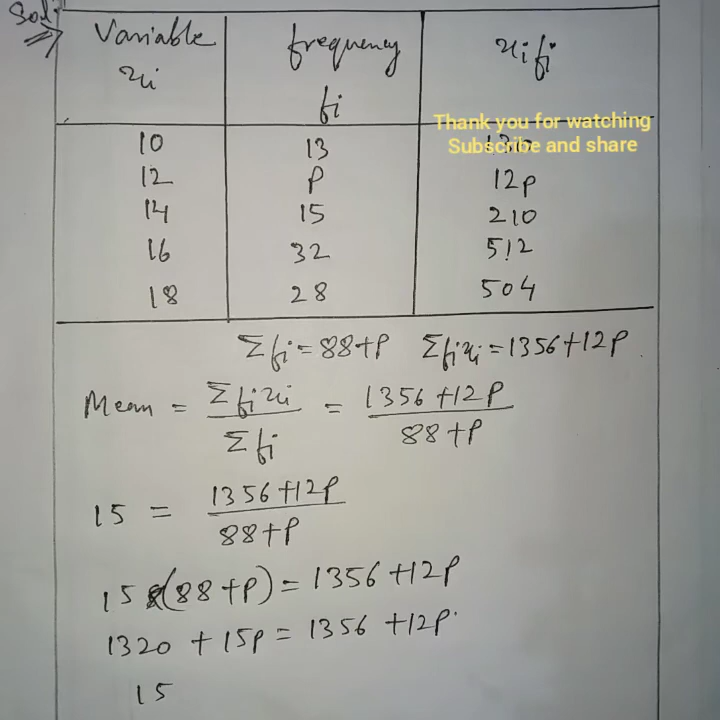 Sol:
Variable xi frequency fi xifi
Thank you for watching
Subscribe and share
10 13 130
12 P 12p
14 15 210
16 32 512
18 28 504
Σfi = 88+P Σfixi = 1356+12P
Mean = Σfixi / Σfi = 1356+12P / 88+P
15 = 1356+12P / 88+P
15(88+P) = 1356+12P
1320 + 15p = 1356 +12p.
15